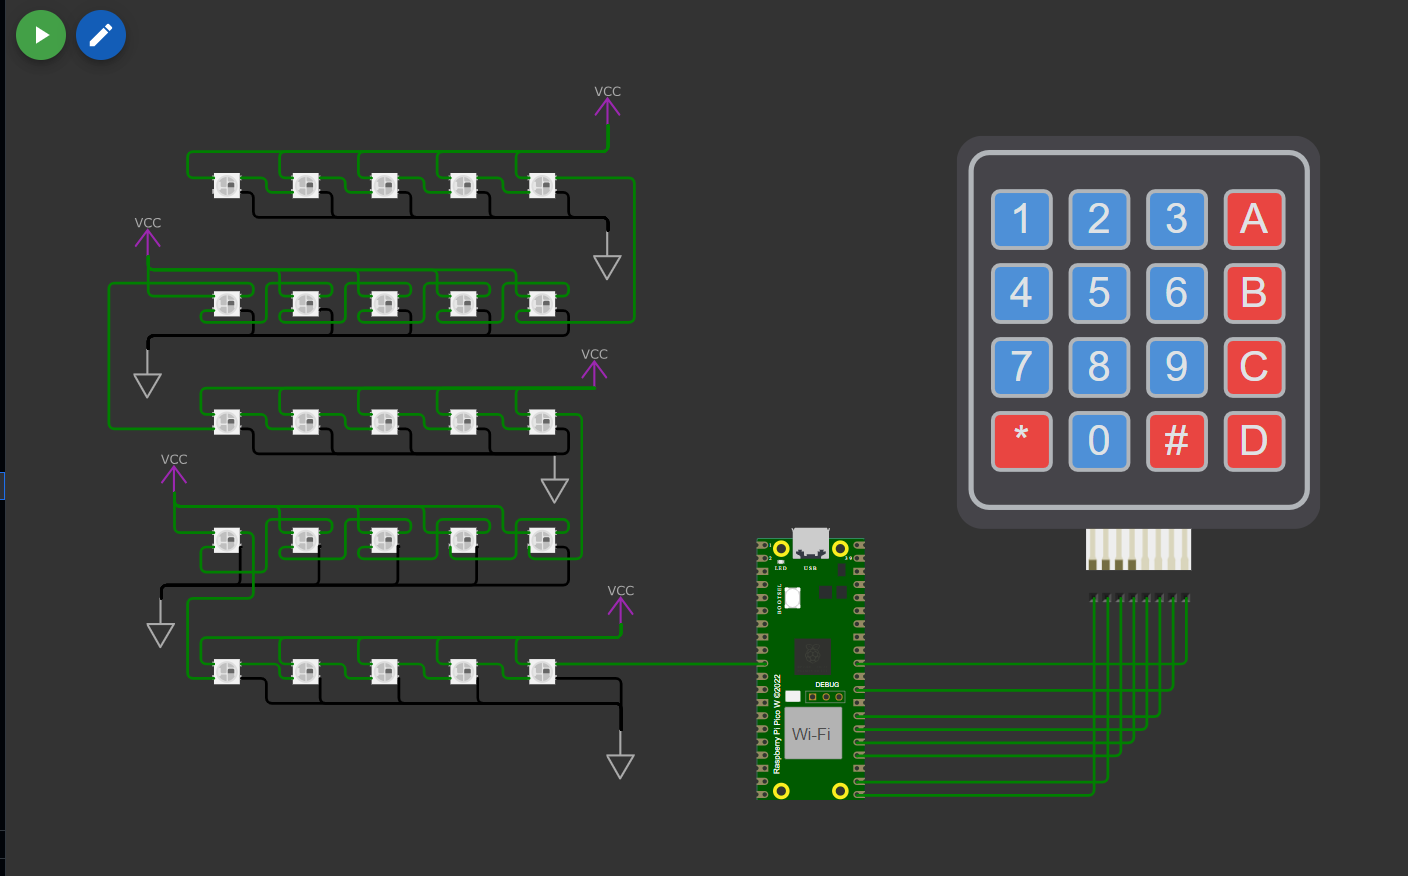 VCC
VCC
VCC
VCC
VCC
1 2 3 A
4 5 6 B
7 8 9 C
* 0 # D
LED
USB
BOOTSEL
DEBUG
Raspberry Pi Pico W ©2022
Wi-Fi